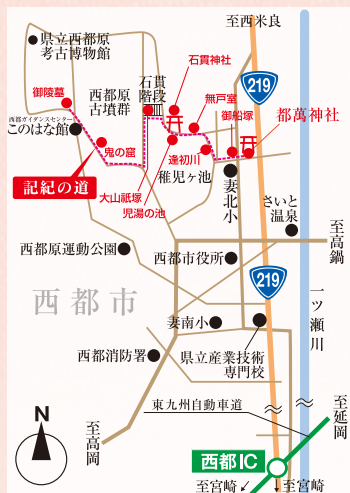 至西米良
県立西都原
考古博物館
219
石貫神社
石貫
階段
西都原
古墳群
御陵墓
無戸室
御船塚
都萬神社
西都ガイダンスセンター
このはな館
鬼の窟
逢初川
記紀の道
大山祇塚
児湯の池
稚児ヶ池
妻北小
さいと
温泉
至高鍋
西都原運動公園
西都市役所
219
西都市
一ツ瀬川
妻南小
西都消防署
県立産業技術
専門校
至延岡
東九州自動車道
N
至高岡
西都IC
至宮崎
至宮崎